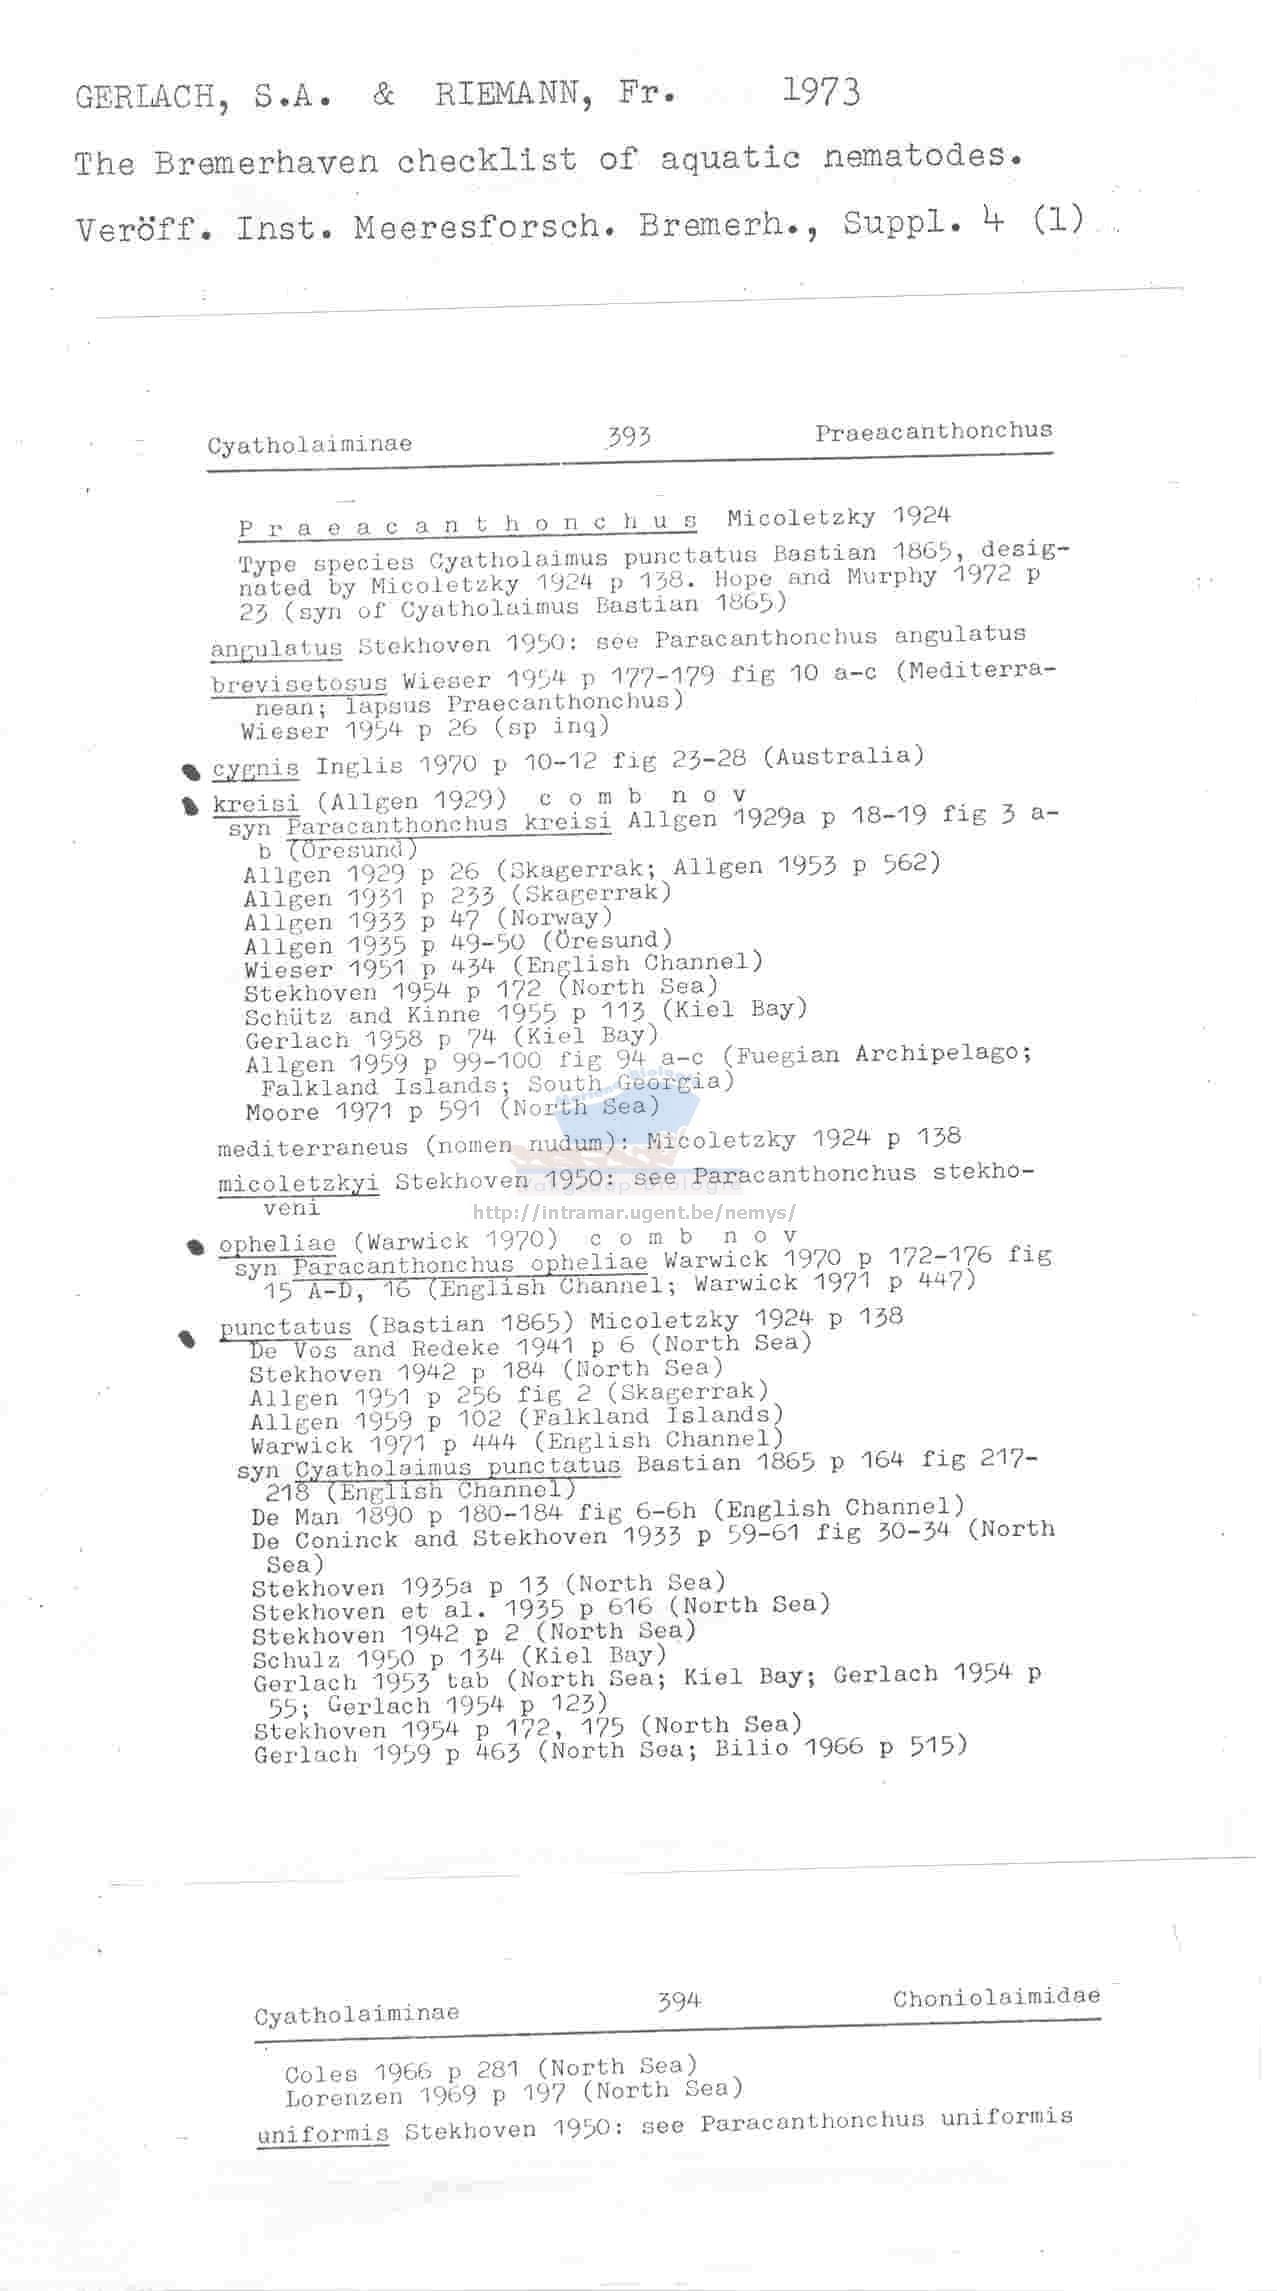 GERLACH, S.A. & RIEMANN, Fr. 1973
The Bremerhaven checklist of aquatic nematodes.
Veröff. Inst. Meeresforsch. Bremerh., Suppl. 4 (1)
Cyatholaiminae 393 Praeacanthonchus
P r a e a c a n t h o n c h u s Micoletzky 1924
Type species Cyatholaimus punctatus Bastian 1865, desig-
nated by Micoletzky 1924 p 138. Hope and Murphy 1972 p
23 (syn of Cyatholaimus Bastian 1865)
angulatus Stekhoven 1950: see Paracanthonchus angulatus
brevisetosus Wieser 1954 p 177-179 fig 10 a-c (Mediterra-
nean; lapsus Praecanthonchus)
Wieser 1954 p 26 (sp inq)
cygnis Inglis 1970 p 10-12 fig 23-28 (Australia)
kreisi (Allgen 1929) c o m b n o v
syn Paracanthonchus kreisi Allgen 1929a p 18-19 fig 3 a-
b (Öresund)
Allgen 1929 p 26 (Skagerrak; Allgen 1953 p 562)
Allgen 1931 p 233 (Skagerrak)
Allgen 1933 p 47 (Norway)
Allgen 1935 p 49-50 (Öresund)
Wieser 1951 p 434 (English Channel)
Stekhoven 1954 p 172 (North Sea)
Schütz and Kinne 1955 p 113 (Kiel Bay)
Gerlach 1958 p 74 (Kiel Bay)
Allgen 1959 p 99-100 fig 94 a-c (Fuegian Archipelago;
Falkland Islands; South Georgia)
Moore 1971 p 591 (North Sea)
mediterraneus (nomen nudum): Micoletzky 1924 p 138
micoletzkyi Stekhoven 1950: see Paracanthonchus stekho-
veni
http://intramar.ugent.be/nemys/
opheliae (Warwick 1970) c o m b n o v
syn Paracanthonchus opheliae Warwick 1970 p 172-176 fig
15 A-D, 16 (English Channel; Warwick 1971 p 447)
punctatus (Bastian 1865) Micoletzky 1924 p 138
De Vos and Redeke 1941 p 6 (North Sea)
Stekhoven 1942 p 184 (North Sea)
Allgen 1951 p 256 fig 2 (Skagerrak)
Allgen 1959 p 102 (Falkland Islands)
Warwick 1971 p 444 (English Channel)
syn Cyatholaimus punctatus Bastian 1865 p 164 fig 217-
218 (English Channel)
De Man 1890 p 180-184 fig 6-6h (English Channel)
De Coninck and Stekhoven 1933 p 59-61 fig 30-34 (North
Sea)
Stekhoven 1935a p 13 (North Sea)
Stekhoven et al. 1935 p 616 (North Sea)
Stekhoven 1942 p 2 (North Sea)
Schulz 1950 p 134 (Kiel Bay)
Gerlach 1953 tab (North Sea; Kiel Bay; Gerlach 1954 p
55; Gerlach 1954 p 123)
Stekhoven 1954 p 172, 175 (North Sea)
Gerlach 1959 p 463 (North Sea; Bilio 1966 p 515)
Cyatholaiminae 394 Choniolaimidae
Coles 1966 p 281 (North Sea)
Lorenzen 1969 p 197 (North Sea)
uniformis Stekhoven 1950: see Paracanthonchus uniformis